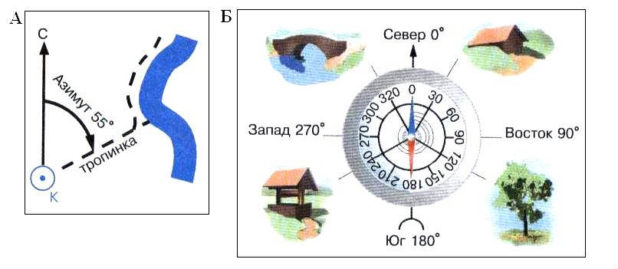 А
С
Азимут 55°
тропинка
К
Б
Север 0°
Запад 270°
Восток 90°
Юг 180°
0
30
60
90
120
150
180
210
240
270
300
320